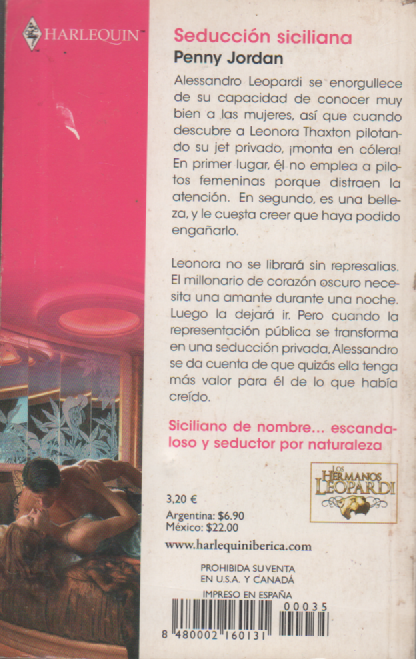 HARLEQUIN™
Seducción siciliana
Penny Jordan
Alessandro Leopardi se enorgullece
de su capacidad de conocer muy
bien a las mujeres, así que cuando
descubre a Leonora Thaxton pilotan-
do su jet privado, ¡monta en cólera!
En primer lugar, él no emplea a pilo-
tos femeninas porque distraen la
atención. En segundo, es una belle-
za, y le cuesta creer que haya podido
engañarlo.
Leonora no se librará sin represalias.
El millonario de corazón oscuro nece-
sita una amante durante una noche.
Luego la dejará ir. Pero cuando la
representación pública se transforma
en una seducción privada, Alessandro
se da cuenta de que quizás ella tenga
más valor para él de lo que había
creído.
Siciliano de nombre... escanda-
loso y seductor por naturaleza
LOS
HERMANOS
LEOPARDI
3,20 €
Argentina: $6.90
México: $22.00
www.harlequiniberica.com
PROHIBIDA SU VENTA
EN U.S.A. Y CANADÁ
IMPRESO EN ESPAÑA
00035
8 480002 160131